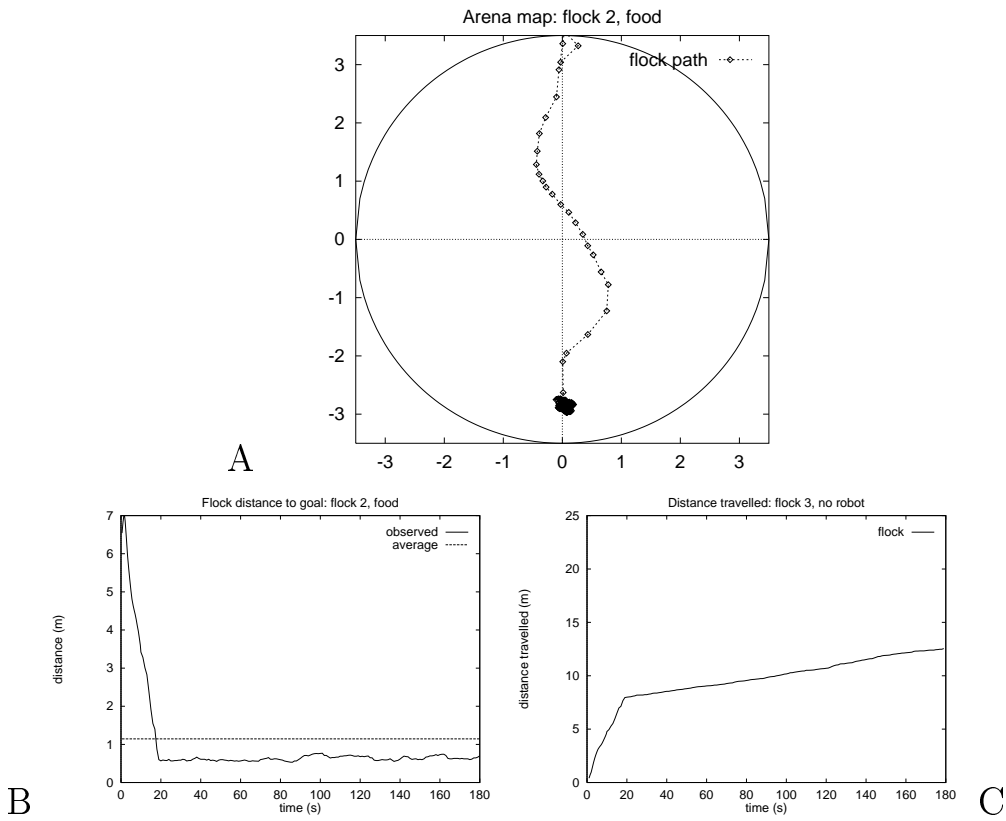 Arena map: flock 2, food
flock path
3
2
1
0
-1
-2
-3
-3 -2 -1 0 1 2 3
A
Flock distance to goal: flock 2, food
observed
average
distance (m)
7
6
5
4
3
2
1
0
0 20 40 60 80 100 120 140 160 180
time (s)
B
Distance travelled: flock 3, no robot
flock
distance travelled (m)
25
20
15
10
5
0
0 20 40 60 80 100 120 140 160 180
time (s)
C